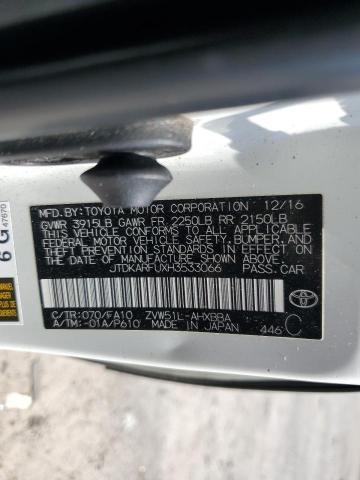 MFD. BY: TOYOTA MOTOR CORPORATION 12/16
GVWR 3915LB GAWR FR 2250LB RR 2150LB
THIS VEHICLE CONFORMS TO ALL APPLICABLE
FEDERAL MOTOR VEHICLE SAFETY, BUMPER, AND
THEFT PREVENTION STANDARDS IN EFFECT ON
THE DATE OF MANUFACTURE SHOWN ABOVE.
JTDKARFUXH3533066 PASS.CAR
C/TR:070/FA10 ZVW51L-AHXBBA
A/TM:-01A/P610 MADE IN JAPAN 446 C
6 G 47670